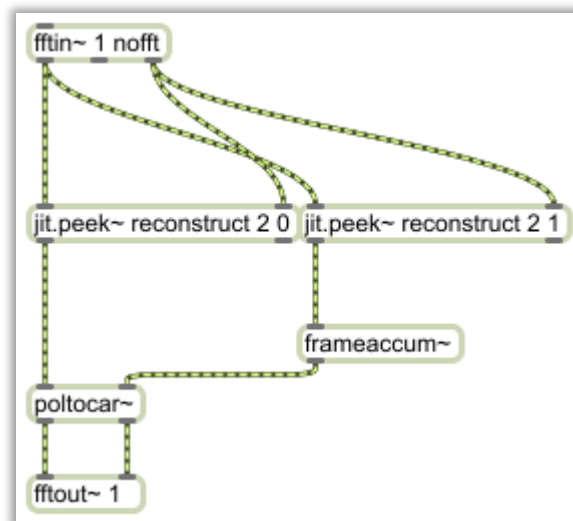 fftin~ 1 nofft
jit.peek~ reconstruct 2 0
jit.peek~ reconstruct 2 1
frameaccum~
poltocar~
fftout~ 1